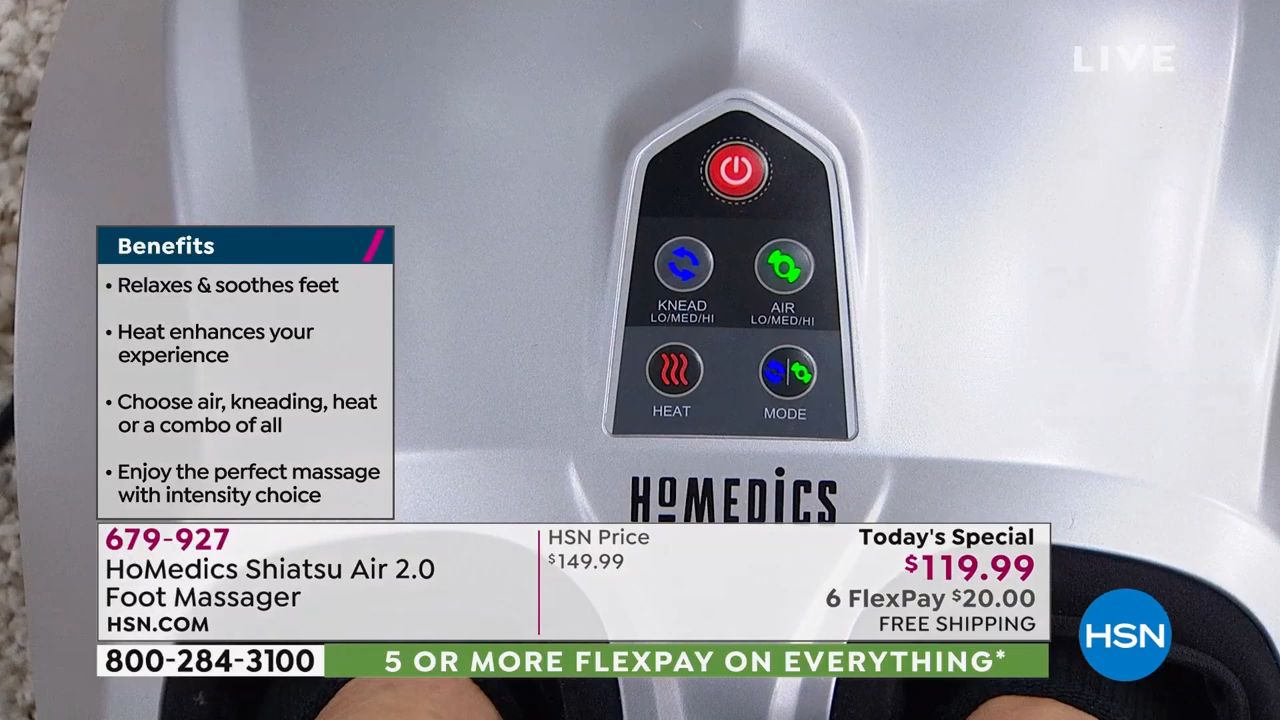 LIVE
Benefits
• Relaxes & soothes feet
• Heat enhances your
experience
• Choose air, kneading, heat
or a combo of all
• Enjoy the perfect massage
with intensity choice
KNEAD
LO/MED/HI
AIR
LO/MED/HI
HEAT
MODE
HoMEDiCS
679-927
HoMedics Shiatsu Air 2.0
Foot Massager
HSN.COM
HSN Price
$149.99
Today's Special
$119.99
6 FlexPay $20.00
FREE SHIPPING
HSN
800-284-3100
5 OR MORE FLEXPAY ON EVERYTHING*